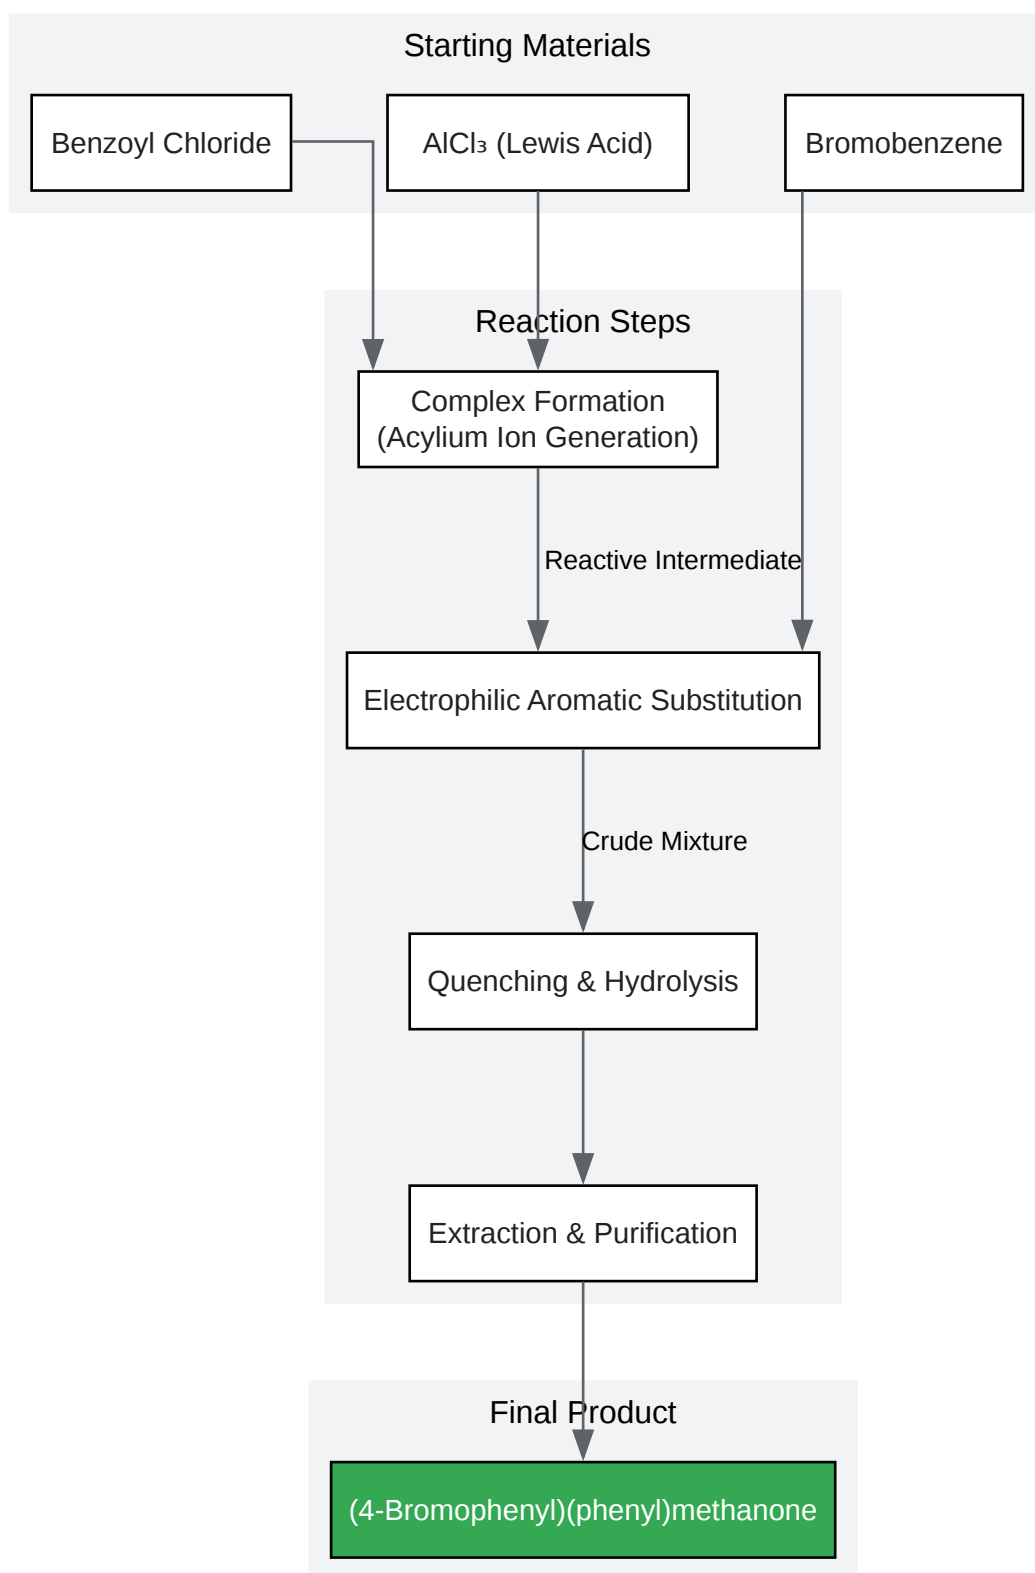 Starting Materials
Benzoyl Chloride
AlCl₃ (Lewis Acid)
Bromobenzene
Reaction Steps
Complex Formation
(Acylium Ion Generation)
Reactive Intermediate
Electrophilic Aromatic Substitution
Crude Mixture
Quenching & Hydrolysis
Extraction & Purification
Final Product
(4-Bromophenyl)(phenyl)methanone